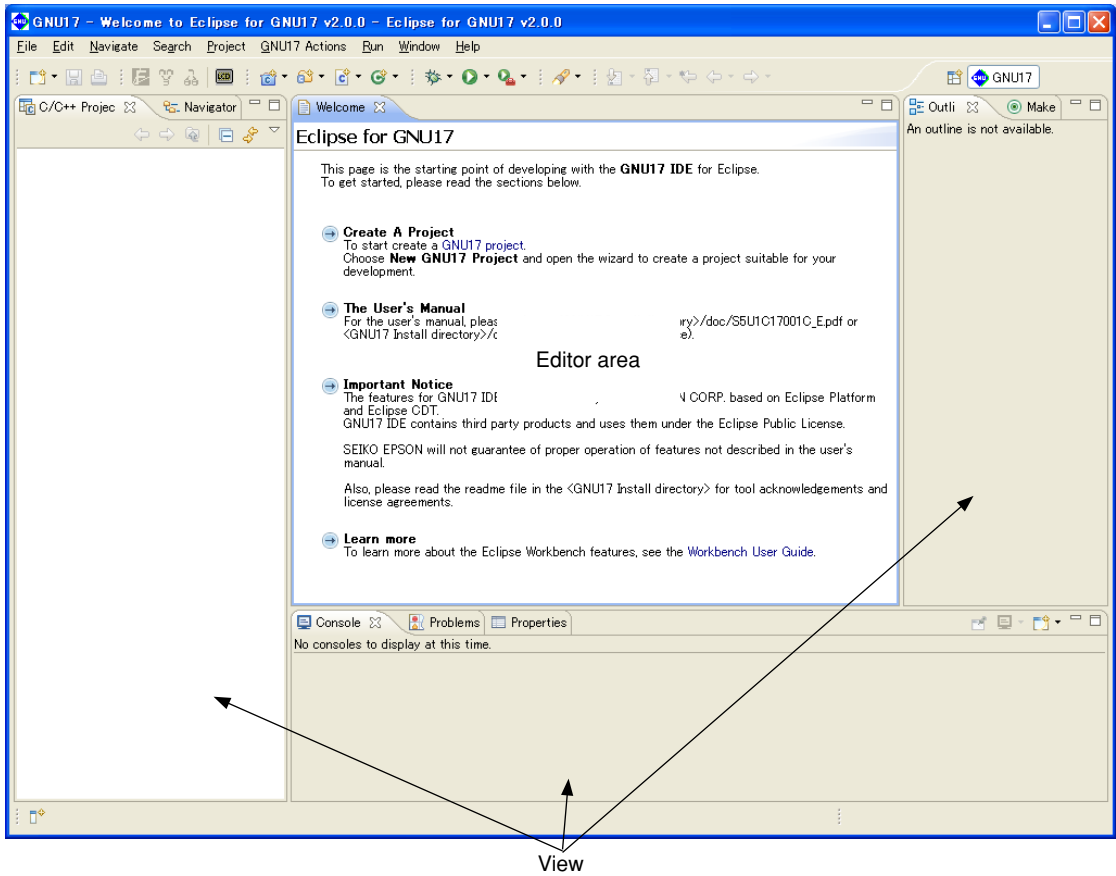 GNU17 - Welcome to Eclipse for GNU17 v2.0.0 - Eclipse for GNU17 v2.0.0
File Edit Navigate Search Project GNU17 Actions Run Window Help
GNU17
C/C++ Projec
Navigator
Welcome
Outli
Make
An outline is not available.
Eclipse for GNU17
This page is the starting point of developing with the GNU17 IDE for Eclipse.
To get started, please read the sections below.
Create A Project
To start create a GNU17 project.
Choose New GNU17 Project and open the wizard to create a project suitable for your
development.
The User's Manual
For the user's manual, pleas ry>/doc/S5U1C17001C_E.pdf or
<GNU17 Install directory>/c e).
Editor area
Important Notice
The features for GNU17 IDE N CORP. based on Eclipse Platform
and Eclipse CDT.
GNU17 IDE contains third party products and uses them under the Eclipse Public License.
SEIKO EPSON will not guarantee of proper operation of features not described in the user's
manual.
Also, please read the readme file in the <GNU17 Install directory> for tool acknowledgements and
license agreements.
Learn more
To learn more about the Eclipse Workbench features, see the Workbench User Guide.
Console
Problems
Properties
No consoles to display at this time.
View